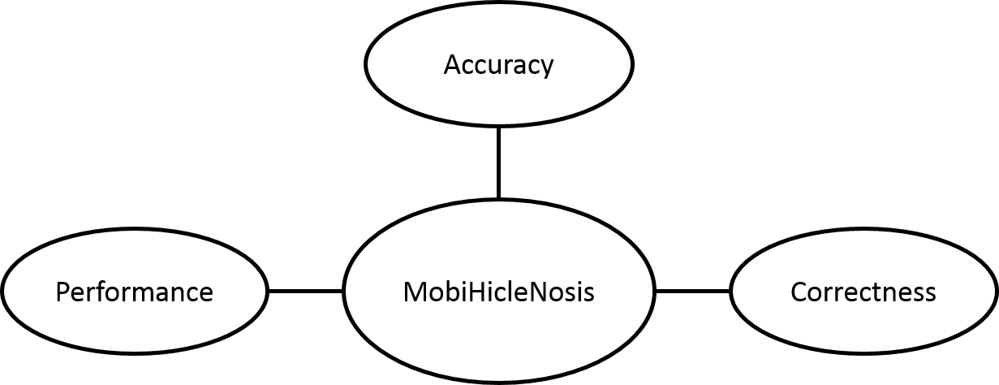 Accuracy
Performance
MobiHicleNosis
Correctness